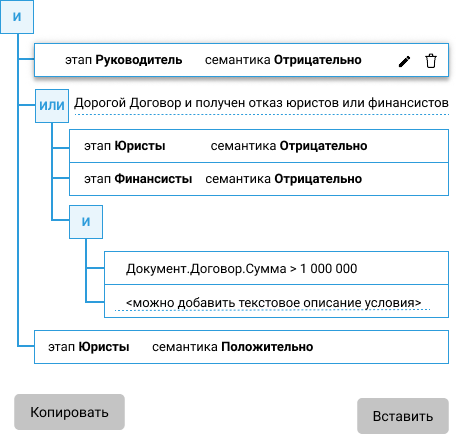 И
этап Руководитель семантика Отрицательно
ИЛИ Дорогой Договор и получен отказ юристов или финансистов
этап Юристы семантика Отрицательно
этап Финансисты семантика Отрицательно
И
Документ.Договор.Сумма > 1 000 000
<можно добавить текстовое описание условия>
этап Юристы семантика Положительно
Копировать
Вставить